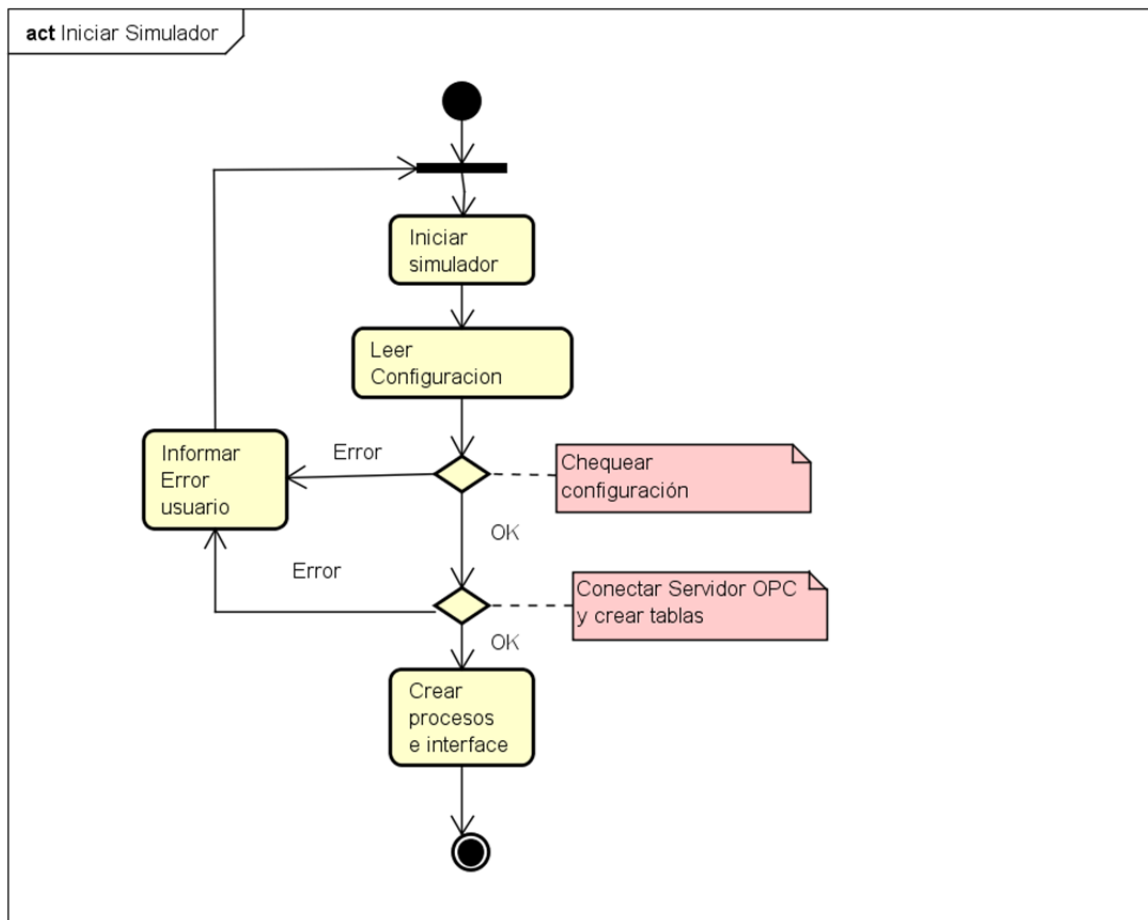 act Iniciar Simulador
Iniciar
simulador
Leer
Configuracion
Informar
Error
usuario
Error
Chequear
configuración
OK
Error
Conectar Servidor OPC
y crear tablas
OK
Crear
procesos
e interface